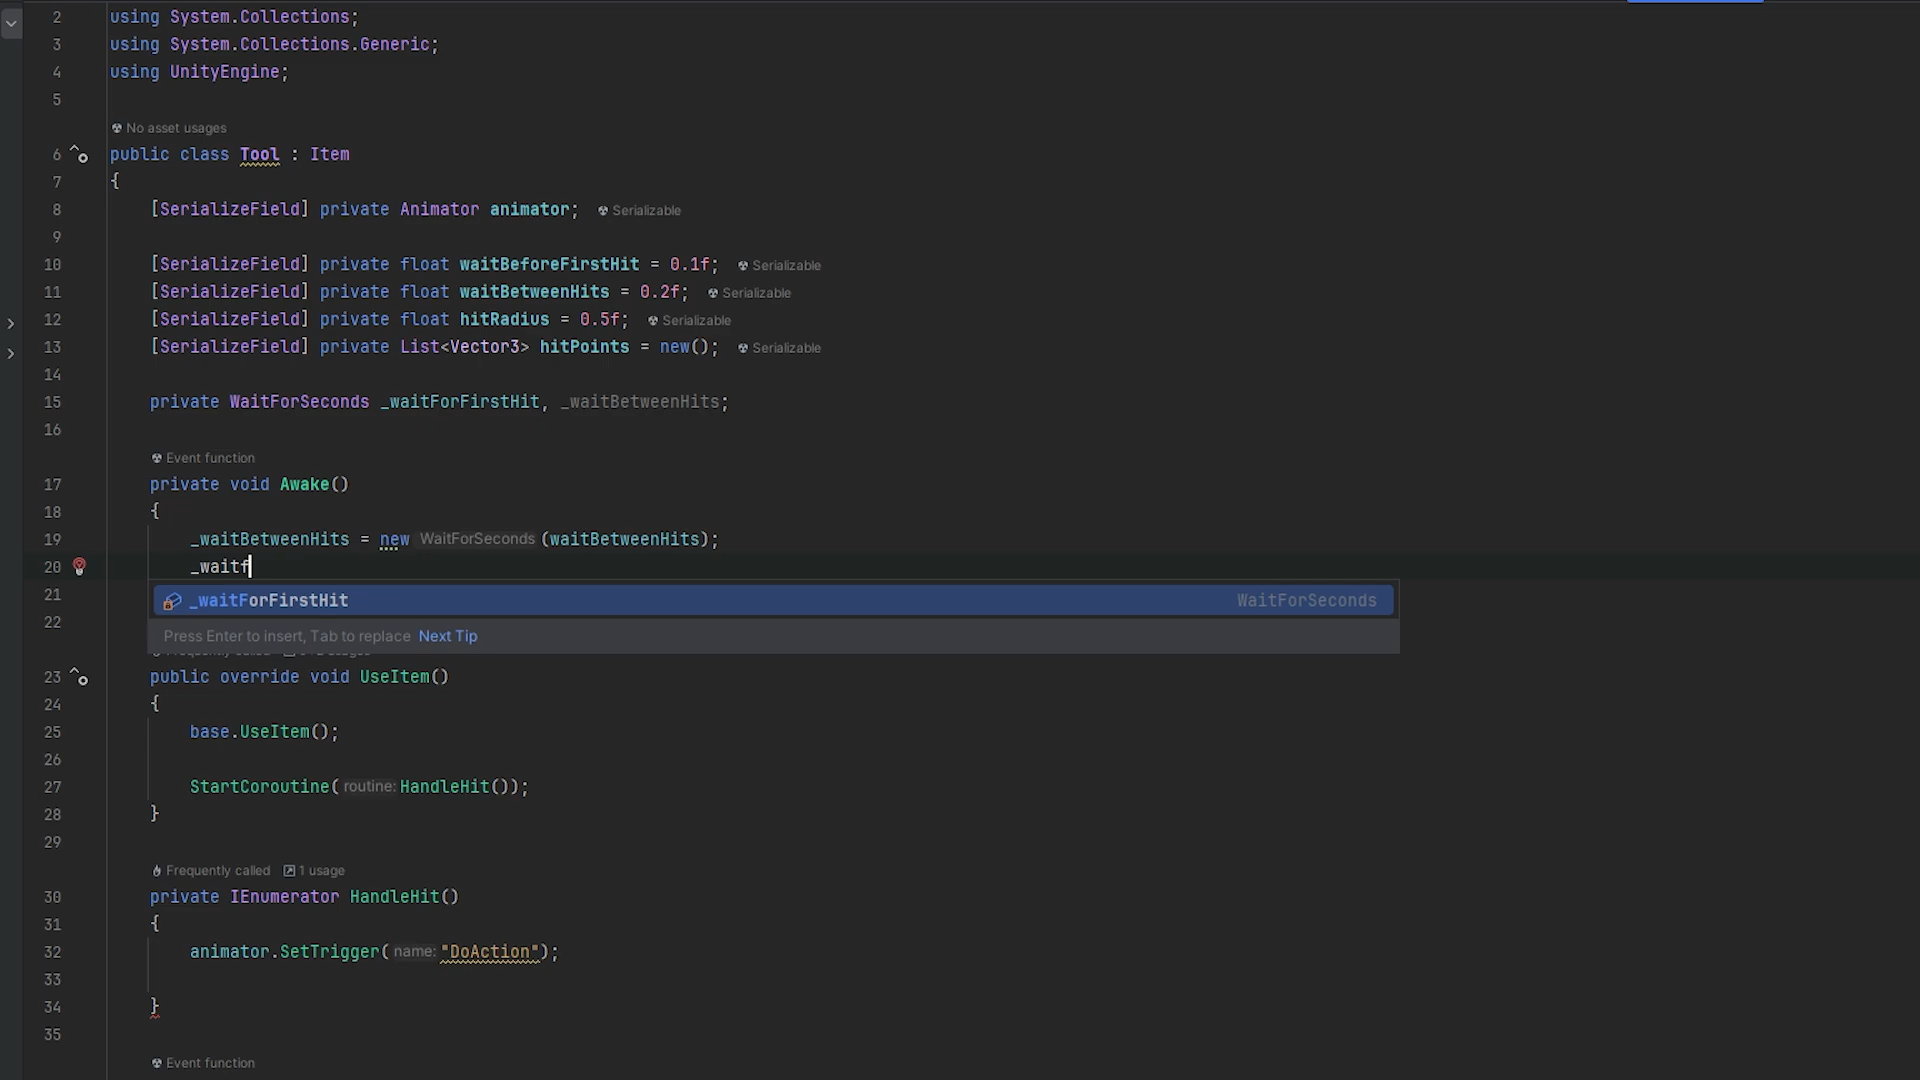 2 using System.Collections;
3 using System.Collections.Generic;
4 using UnityEngine;
5
No asset usages
6 public class Tool : Item
7 {
8 [SerializeField] private Animator animator; Serializable
9
10 [SerializeField] private float waitBeforeFirstHit = 0.1f; Serializable
11 [SerializeField] private float waitBetweenHits = 0.2f; Serializable
12 [SerializeField] private float hitRadius = 0.5f; Serializable
13 [SerializeField] private List<Vector3> hitPoints = new(); Serializable
14
15 private WaitForSeconds _waitForFirstHit, _waitBetweenHits;
16
Event function
17 private void Awake()
18 {
19 _waitBetweenHits = new WaitForSeconds (waitBetweenHits);
20 _waitf
21 _waitForFirstHit WaitForSeconds
22 Press Enter to insert, Tab to replace Next Tip
23 public override void UseItem()
24 {
25 base.UseItem();
26
27 StartCoroutine( routine: HandleHit());
28 }
29
Frequently called 1 usage
30 private IEnumerator HandleHit()
31 {
32 animator.SetTrigger( name: "DoAction");
33
34 }
35
Event function